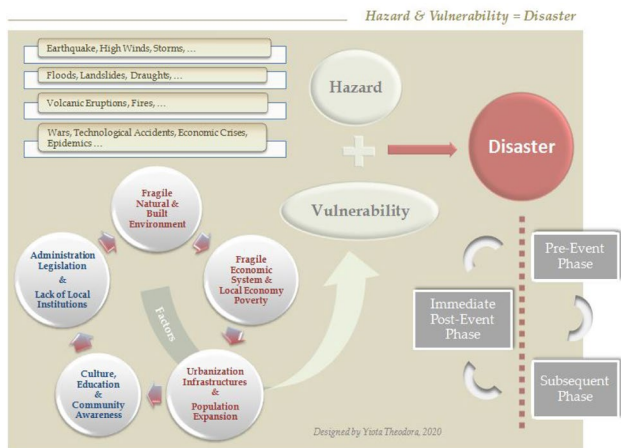 Hazard & Vulnerability = Disaster
Earthquake, High Winds, Storms, ...
Floods, Landslides, Draughts, ...
Volcanic Eruptions, Fires, ...
Wars, Technological Accidents, Economic Crises,
Epidemics ...
Hazard
Vulnerability
Disaster
Fragile
Natural &
Built
Environment
Fragile
Economic
System &
Local Economy
Poverty
Urbanization
Infrastructures
&
Population
Expansion
Culture,
Education
&
Community
Awareness
Administration
Legislation
&
Lack of Local
Institutions
Factors
Pre-Event
Phase
Immediate
Post-Event
Phase
Subsequent
Phase
Designed by Yiota Theodora, 2020